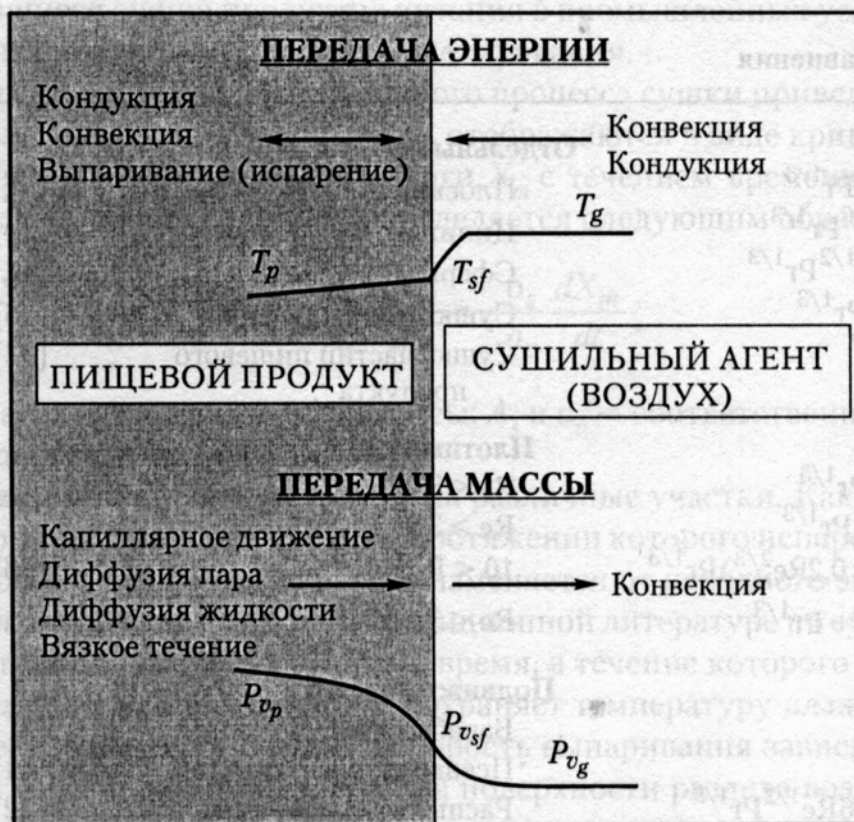 ПЕРЕДАЧА ЭНЕРГИИ
Кондукция
Конвекция
Выпаривание (испарение)
Конвекция
Кондукция
T_p
T_sf
T_g
ПИЩЕВОЙ ПРОДУКТ
СУШИЛЬНЫЙ АГЕНТ
(ВОЗДУХ)
ПЕРЕДАЧА МАССЫ
Капиллярное движение
Диффузия пара
Диффузия жидкости
Вязкое течение
Конвекция
P_vp
P_vsf
P_vg